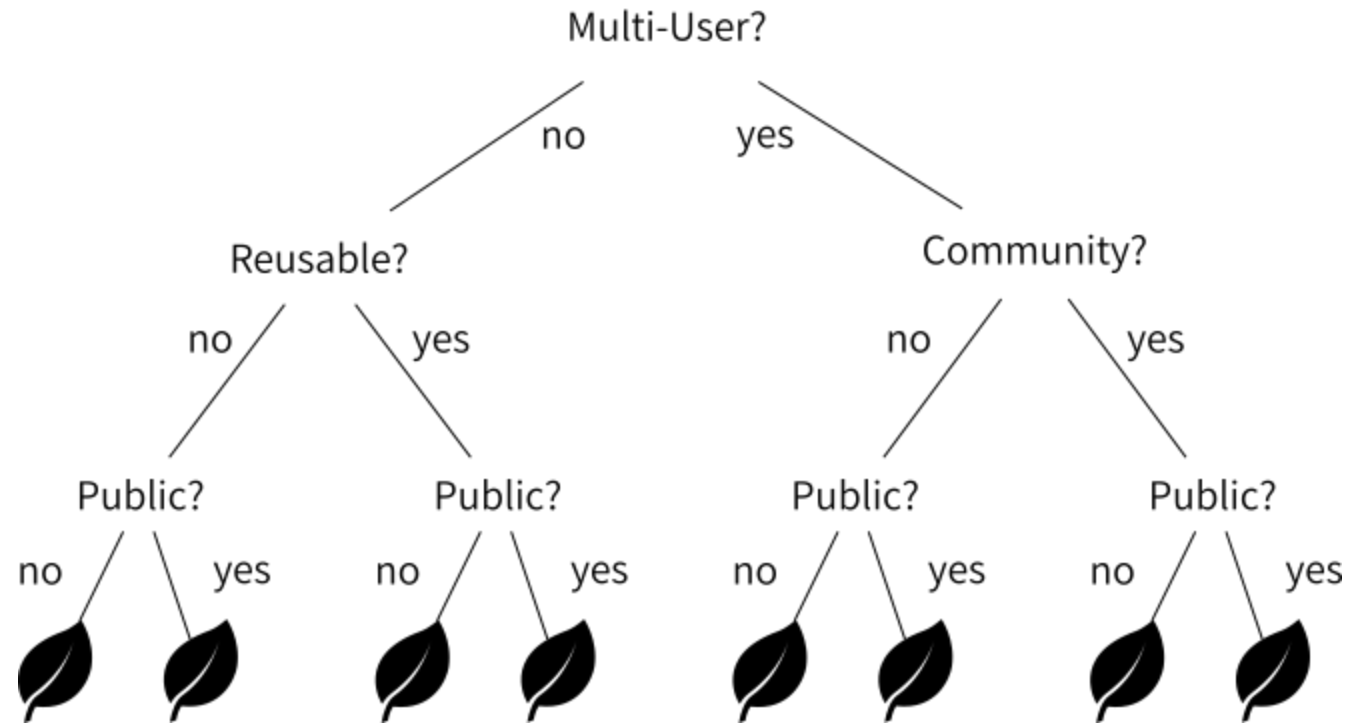 Multi-User?
no yes
Reusable? Community?
no yes no yes
Public? Public? Public? Public?
no yes no yes no yes no yes